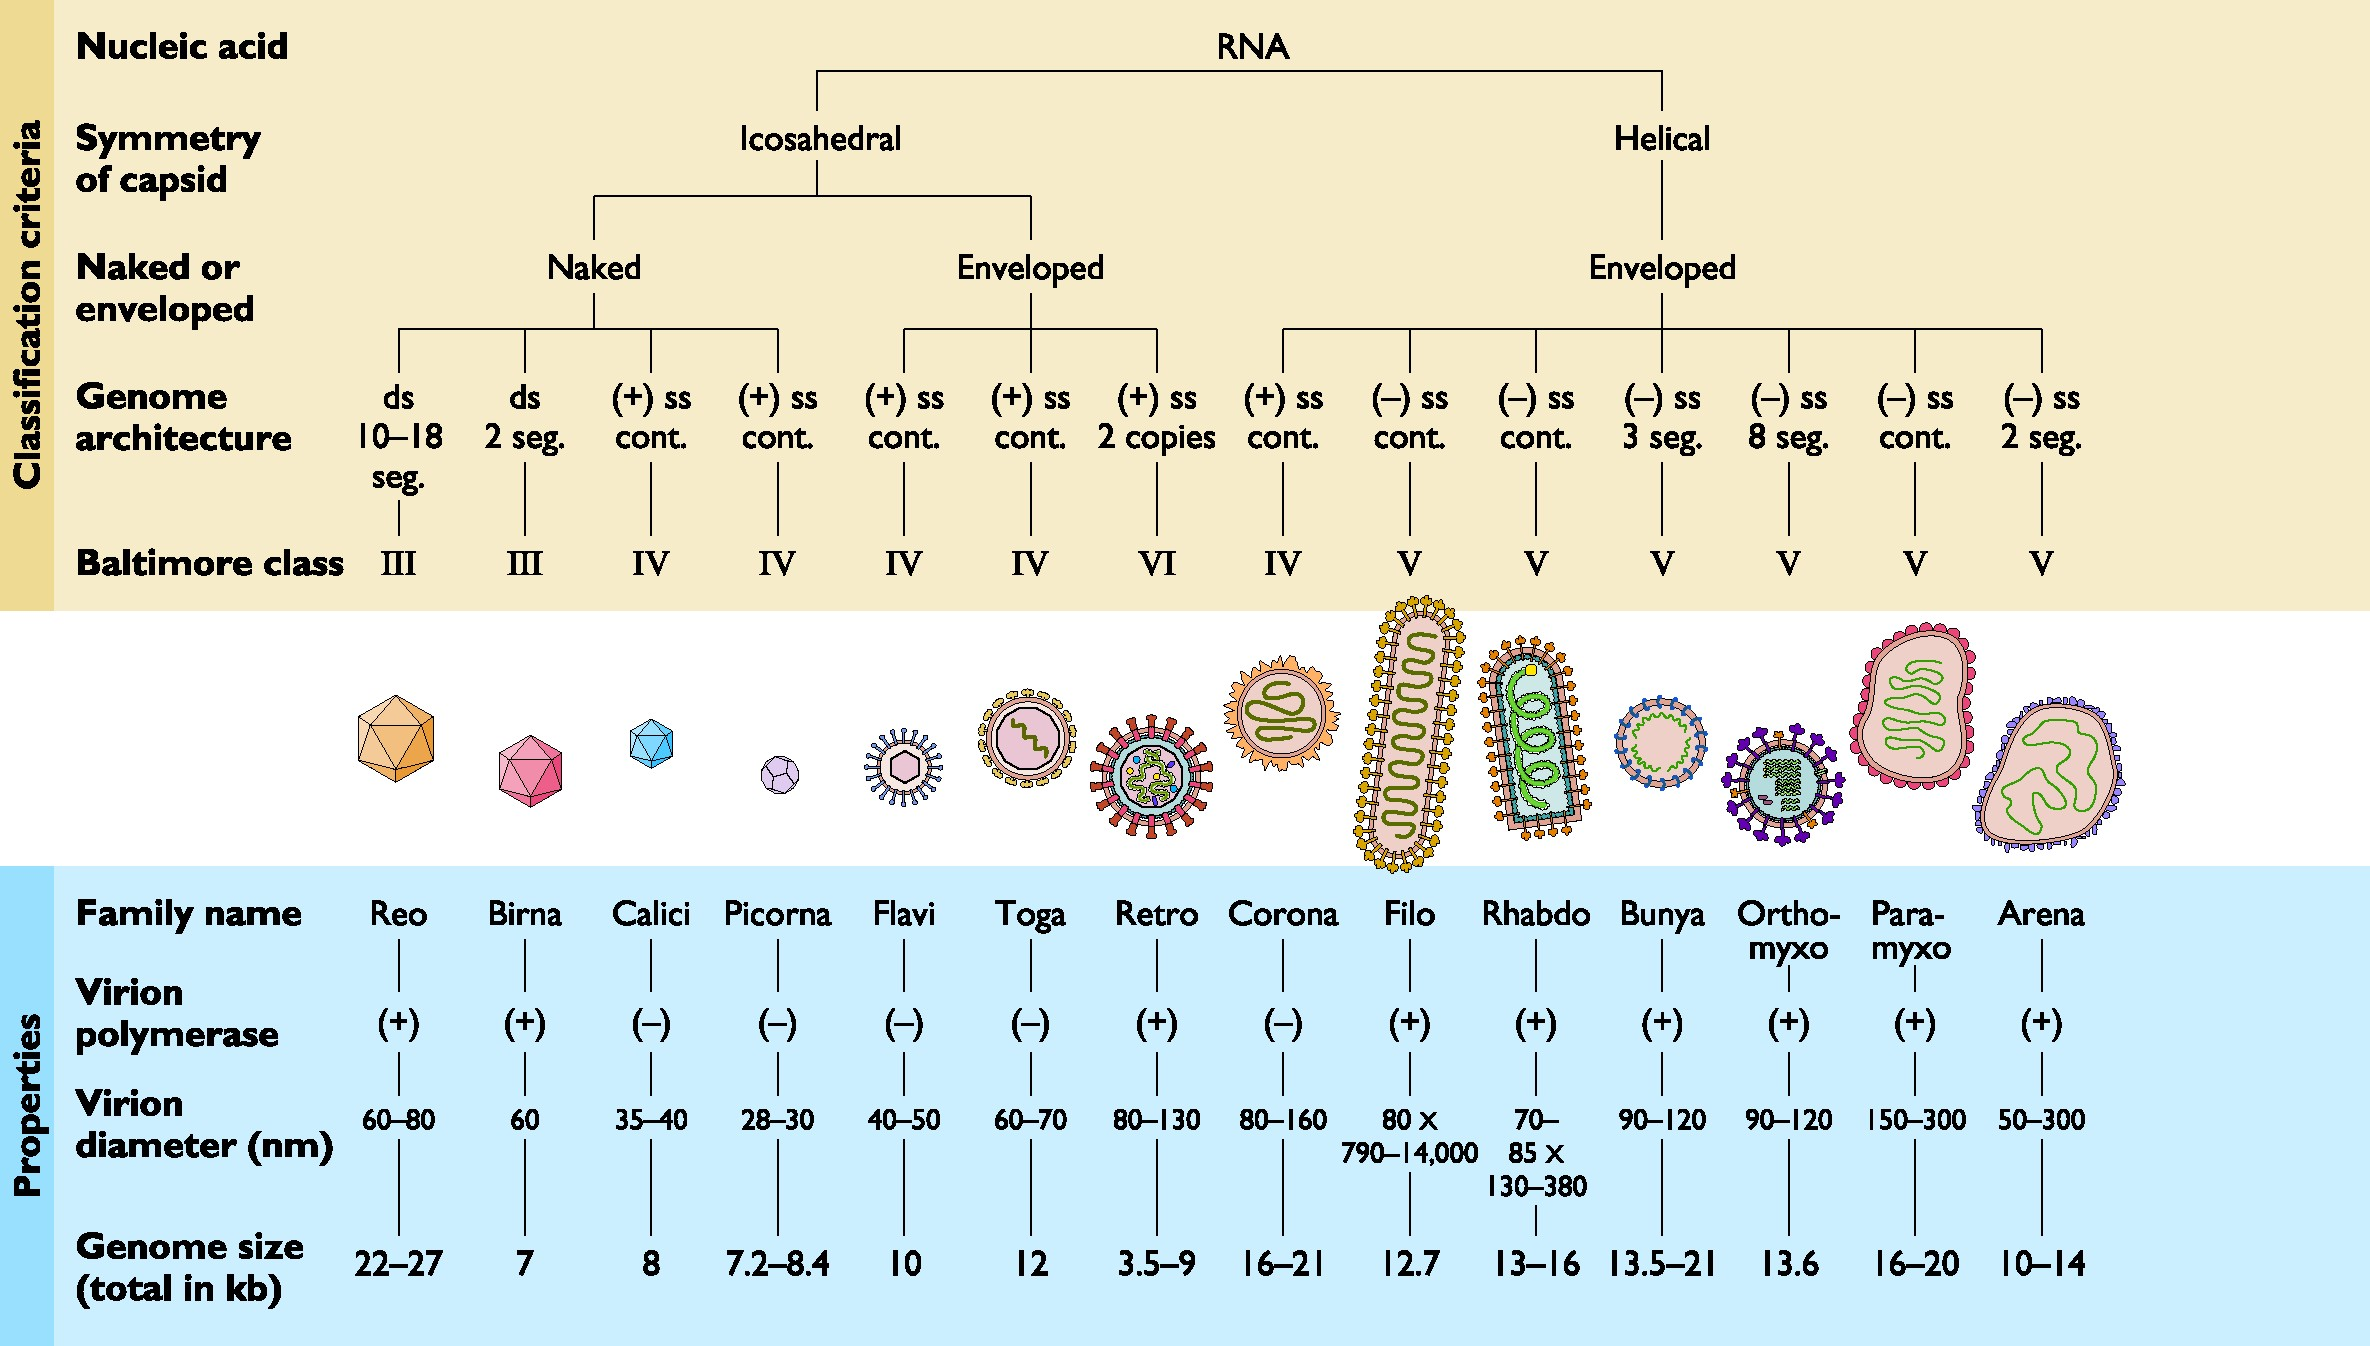 Classification criteria
Nucleic acid
RNA
Symmetry
of capsid
Icosahedral
Helical
Naked or
enveloped
Naked
Enveloped
Enveloped
Genome
architecture
ds
10–18
seg.
ds
2 seg.
(+) ss
cont.
(+) ss
cont.
(+) ss
cont.
(+) ss
cont.
(+) ss
2 copies
(+) ss
cont.
(–) ss
cont.
(–) ss
cont.
(–) ss
3 seg.
(–) ss
8 seg.
(–) ss
cont.
(–) ss
2 seg.
Baltimore class III III IV IV IV IV VI IV V V V V V V
Properties
Family name
Reo
Birna
Calici
Picorna
Flavi
Toga
Retro
Corona
Filo
Rhabdo
Bunya
Ortho-
myxo
Para-
myxo
Arena
Virion
polymerase
(+) (+) (–) (–) (–) (–) (+) (–) (+) (+) (+) (+) (+) (+)
Virion
diameter (nm)
60–80
60
35–40
28–30
40–50
60–70
80–130
80–160
80 x
790–14,000
70–
85 x
130–380
90–120
90–120
150–300
50–300
Genome size
(total in kb)
22–27
7
8
7.2–8.4
10
12
3.5–9
16–21
12.7
13–16
13.5–21
13.6
16–20
10–14